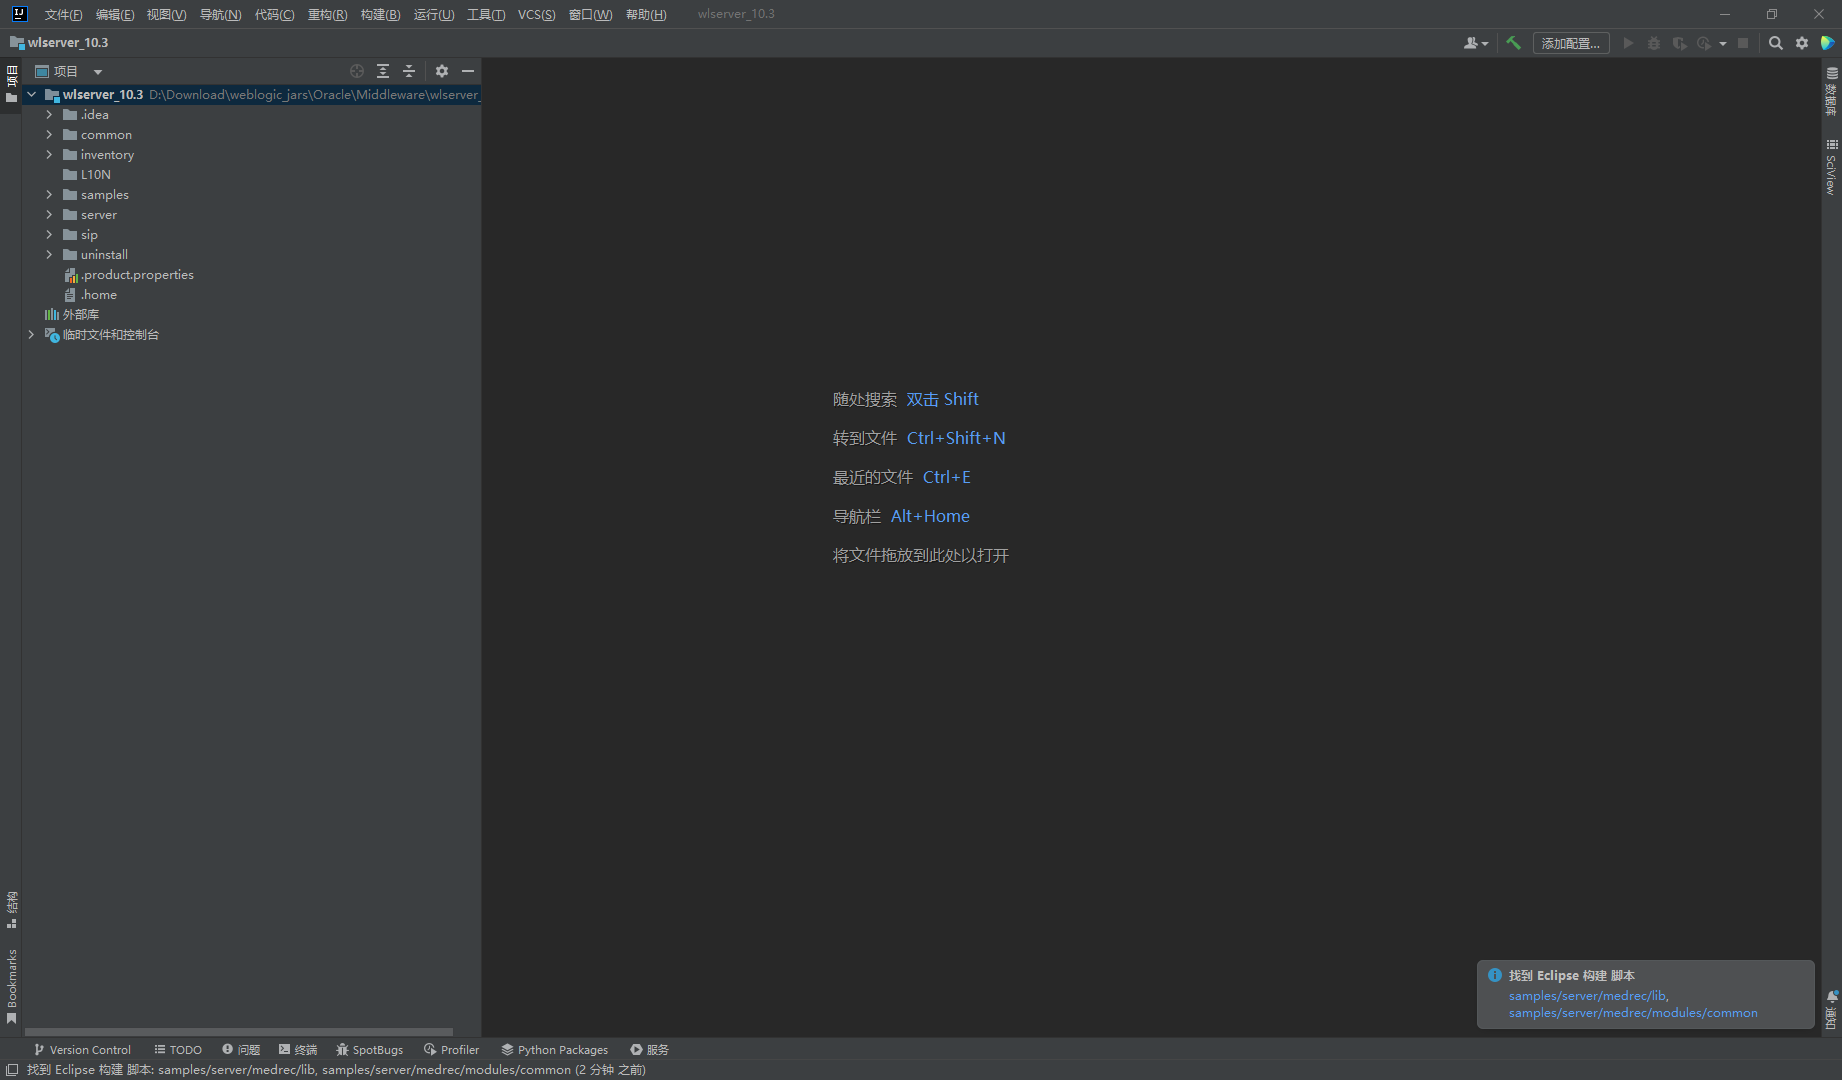 文件(F) 编辑(E) 视图(V) 导航(N) 代码(C) 重构(R) 构建(B) 运行(U) 工具(T) VCS(S) 窗口(W) 帮助(H) wlserver_10.3
wlserver_10.3
添加配置...
项目
项目
wlserver_10.3 D:\Download\weblogic_jars\Oracle\Middleware\wlserver_
.idea
common
inventory
L10N
samples
server
sip
uninstall
.product.properties
.home
外部库
临时文件和控制台
随处搜索 双击 Shift
转到文件 Ctrl+Shift+N
最近的文件 Ctrl+E
导航栏 Alt+Home
将文件拖放到此处以打开
数据库
SciView
结构
Bookmarks
找到 Eclipse 构建 脚本
samples/server/medrec/lib,
samples/server/medrec/modules/common
通知
Version Control TODO 问题 终端 SpotBugs Profiler Python Packages 服务
找到 Eclipse 构建 脚本: samples/server/medrec/lib, samples/server/medrec/modules/common (2 分钟 之前)